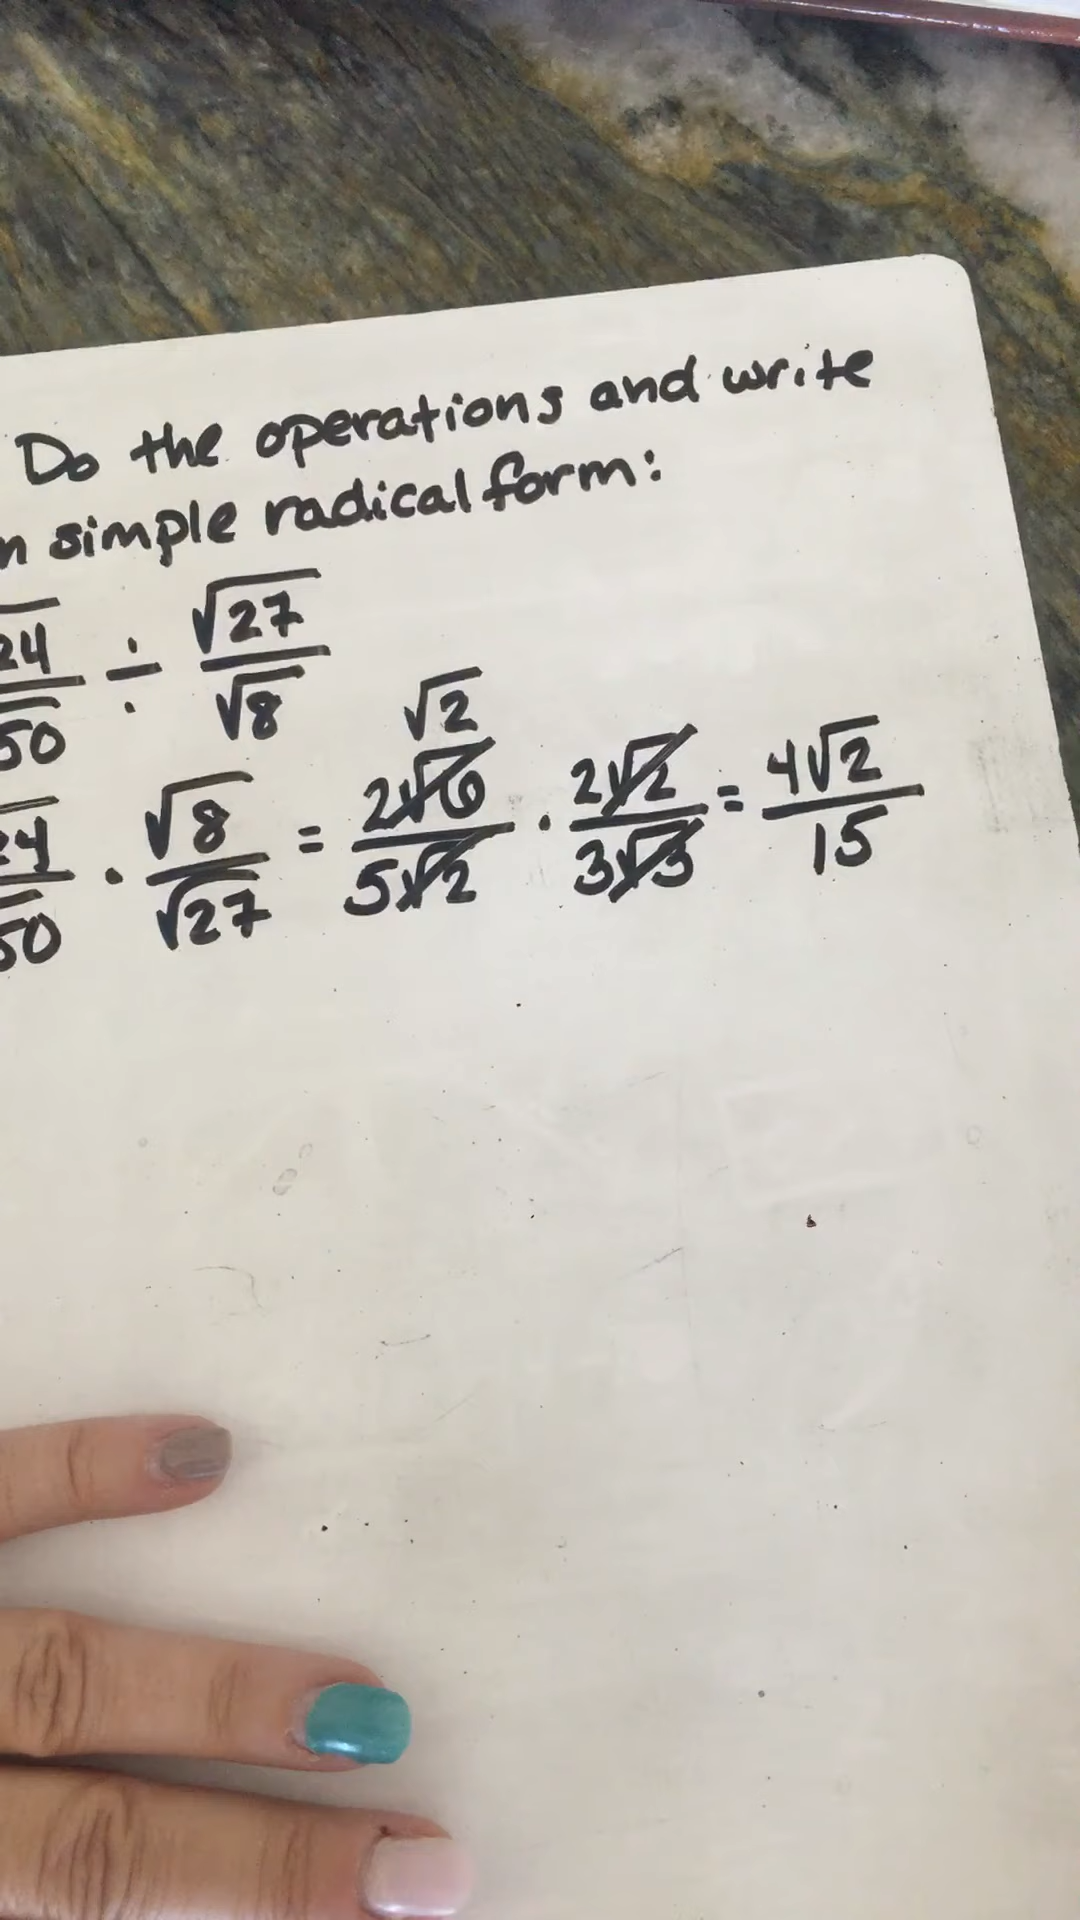 Do the operations and write
n simple radical form:
24/50 ÷ √27/√8
24/50 · √8/√27 = √2 2√6/5√2 · 2√2/3√3 = 4√2/15